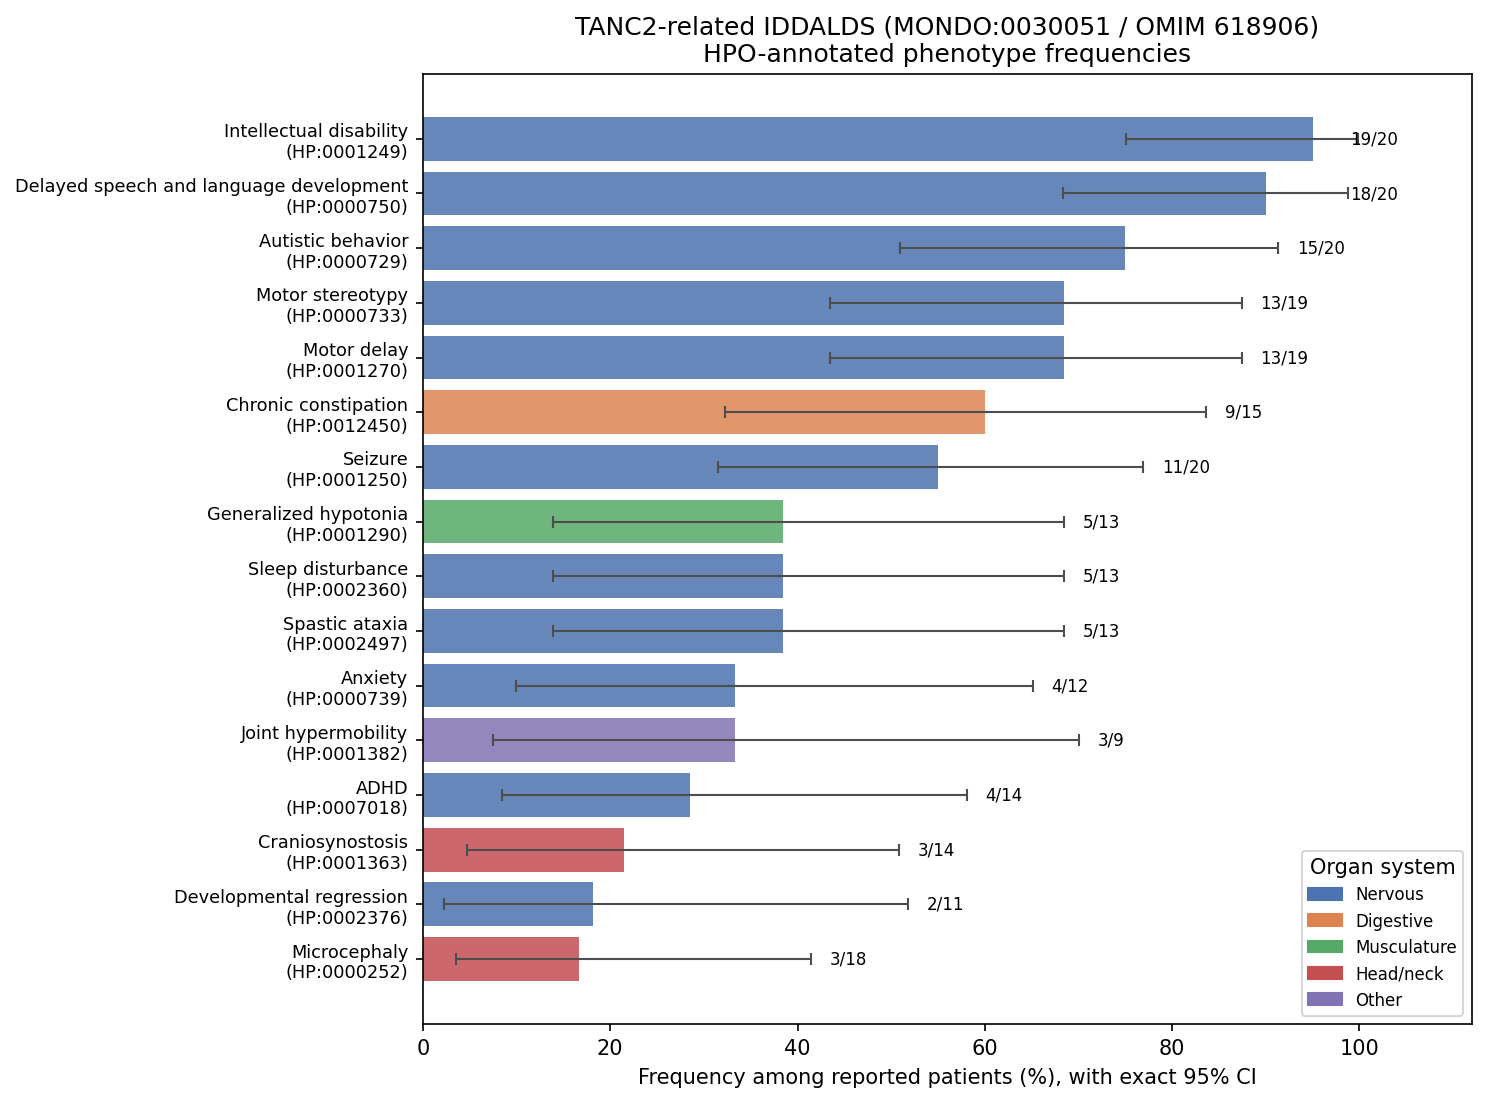 TANC2-related IDDALDS (MONDO:0030051 / OMIM 618906)
HPO-annotated phenotype frequencies
Intellectual disability
(HP:0001249)
19/20
Delayed speech and language development
(HP:0000750)
18/20
Autistic behavior
(HP:0000729)
15/20
Motor stereotypy
(HP:0000733)
13/19
Motor delay
(HP:0001270)
13/19
Chronic constipation
(HP:0012450)
9/15
Seizure
(HP:0001250)
11/20
Generalized hypotonia
(HP:0001290)
5/13
Sleep disturbance
(HP:0002360)
5/13
Spastic ataxia
(HP:0002497)
5/13
Anxiety
(HP:0000739)
4/12
Joint hypermobility
(HP:0001382)
3/9
ADHD
(HP:0007018)
4/14
Craniosynostosis
(HP:0001363)
3/14
Developmental regression
(HP:0002376)
2/11
Microcephaly
(HP:0000252)
3/18
Organ system
Nervous
Digestive
Musculature
Head/neck
Other
0 20 40 60 80 100
Frequency among reported patients (%), with exact 95% CI